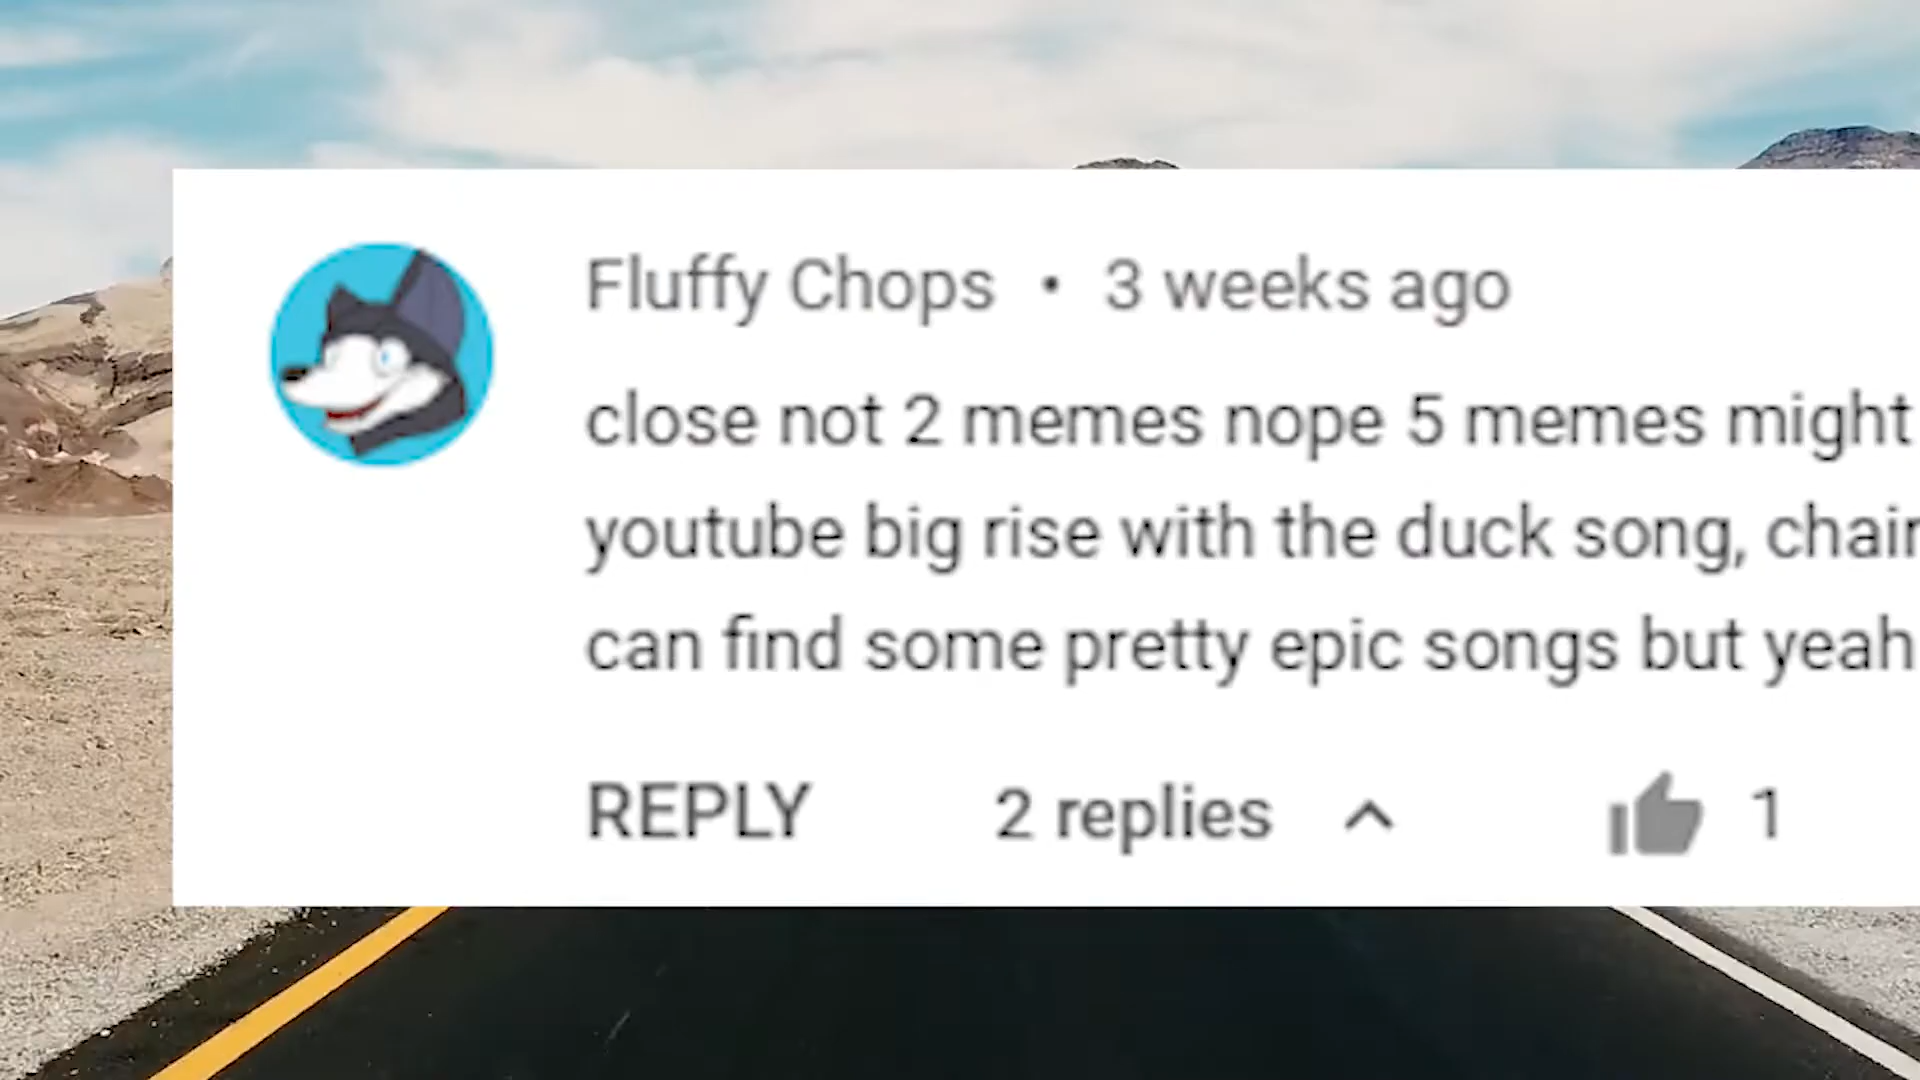 Fluffy Chops • 3 weeks ago
close not 2 memes nope 5 memes might
youtube big rise with the duck song, chair
can find some pretty epic songs but yeah
REPLY 2 replies 1